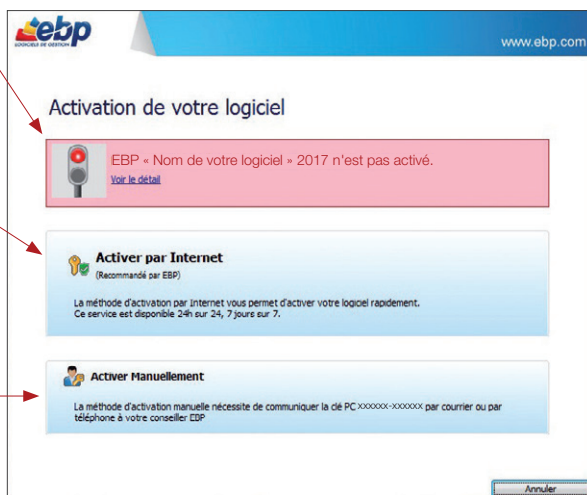 ebp
LOGICIELS DE GESTION
www.ebp.com
Activation de votre logiciel
EBP « Nom de votre logiciel » 2017 n'est pas activé.
Voir le détail
Activer par Internet
(Recommandé par EBP)
La méthode d'activation par Internet vous permet d'activer votre logiciel rapidement.
Ce service est disponible 24h sur 24, 7 jours sur 7.
Activer Manuellement
La méthode d'activation manuelle nécessite de communiquer la clé PC xxxxxx-xxxxxx par courrier ou par
téléphone à votre conseiller EBP
Annuler